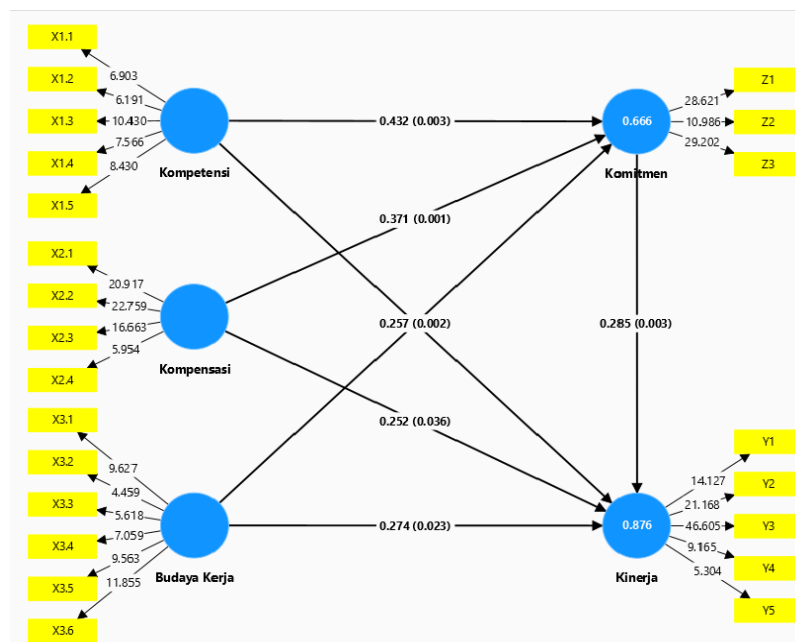 X1.1
6.903
X1.2
6.191
X1.3
10.430
X1.4
7.566
8.430
X1.5
Kompetensi
X2.1
20.917
X2.2
22.759
X2.3
16.663
5.954
X2.4
Kompensasi
X3.1
9.627
X3.2
4.459
X3.3
5.618
X3.4
7.059
X3.5
9.563
11.855
X3.6
Budaya Kerja
0.432 (0.003)
0.371 (0.001)
0.257 (0.002)
0.285 (0.003)
0.252 (0.036)
0.274 (0.023)
0.666
Komitmen
28.621
Z1
10.986
Z2
29.202
Z3
0.876
Kinerja
Y1
14.127
Y2
21.168
Y3
46.605
9.165
Y4
5.304
Y5